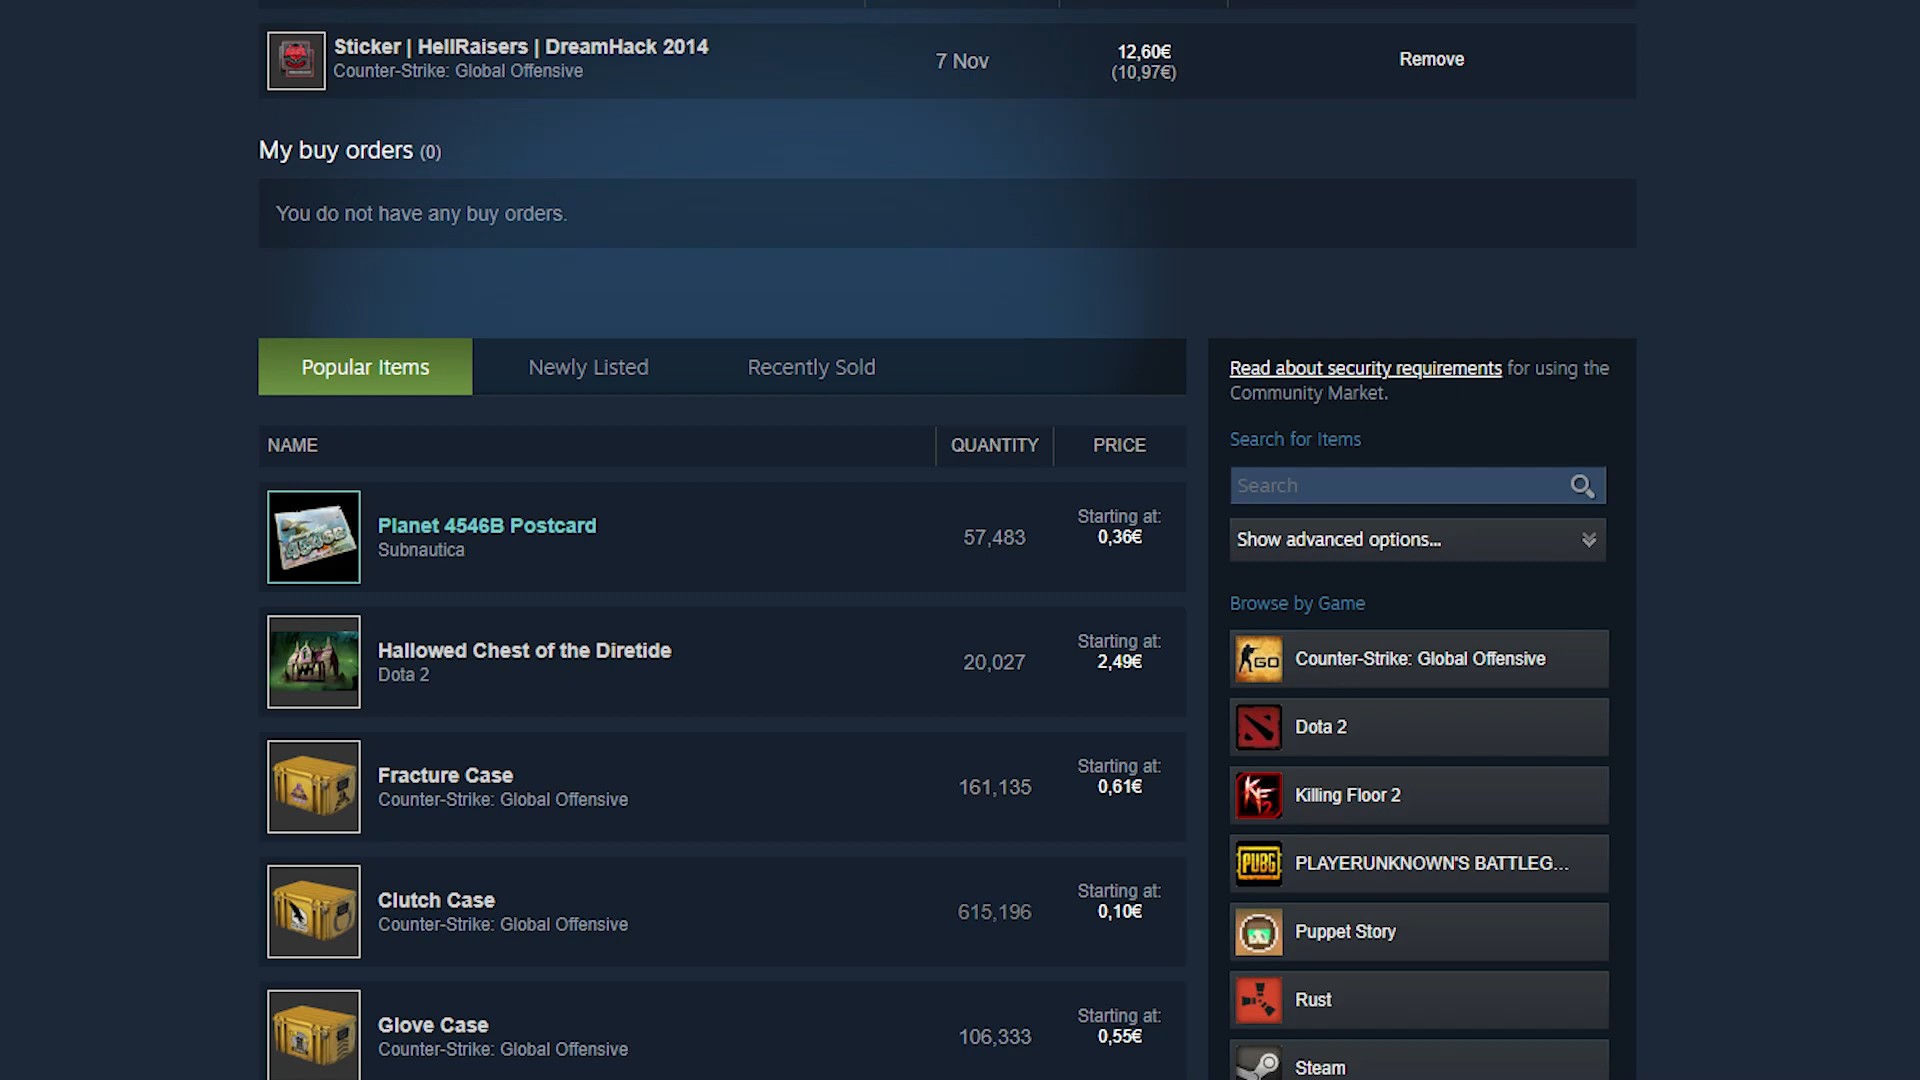 Sticker | HellRaisers | DreamHack 2014
Counter-Strike: Global Offensive
7 Nov
12,60€
(10,97€)
Remove
My buy orders (0)
You do not have any buy orders.
Popular Items
Newly Listed
Recently Sold
NAME
QUANTITY
PRICE
Planet 4546B Postcard
Subnautica
57,483
Starting at:
0,36€
Hallowed Chest of the Diretide
Dota 2
20,027
Starting at:
2,49€
Fracture Case
Counter-Strike: Global Offensive
161,135
Starting at:
0,61€
Clutch Case
Counter-Strike: Global Offensive
615,196
Starting at:
0,10€
Glove Case
Counter-Strike: Global Offensive
106,333
Starting at:
0,55€
Read about security requirements for using the
Community Market.
Search for Items
Search
Show advanced options...
Browse by Game
GO
Counter-Strike: Global Offensive
Dota 2
KF2
Killing Floor 2
PUBG
PLAYERUNKNOWN'S BATTLEG...
Puppet Story
Rust
Steam